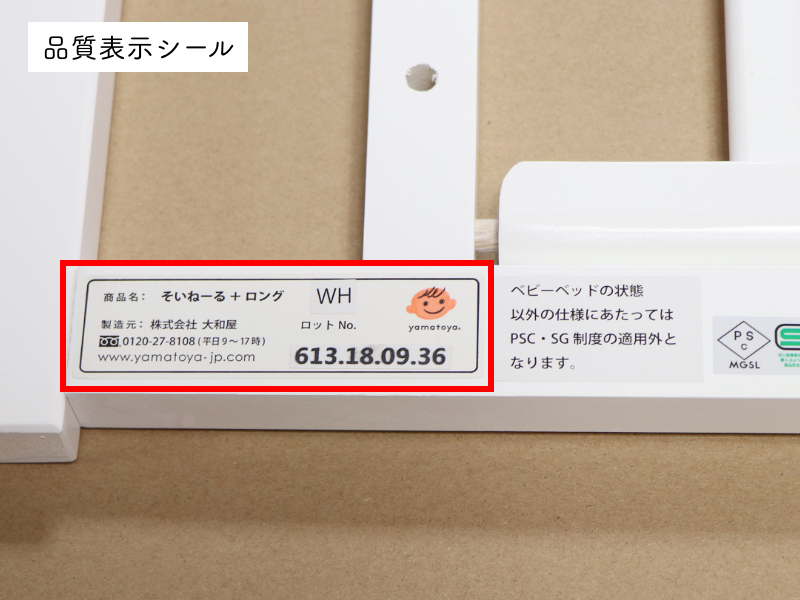 品質表示シール
商品名： そいねーる + ロング
WH
yamatoya.
製造元： 株式会社 大和屋
ロット No.
0120-27-8108 (平日9〜17時)
www.yamatoya-jp.com
613.18.09.36
ベビーベッドの状態
以外の仕様にあたっては
PSC・SG 制度の適用外と
なります。
PS
C
MGSL